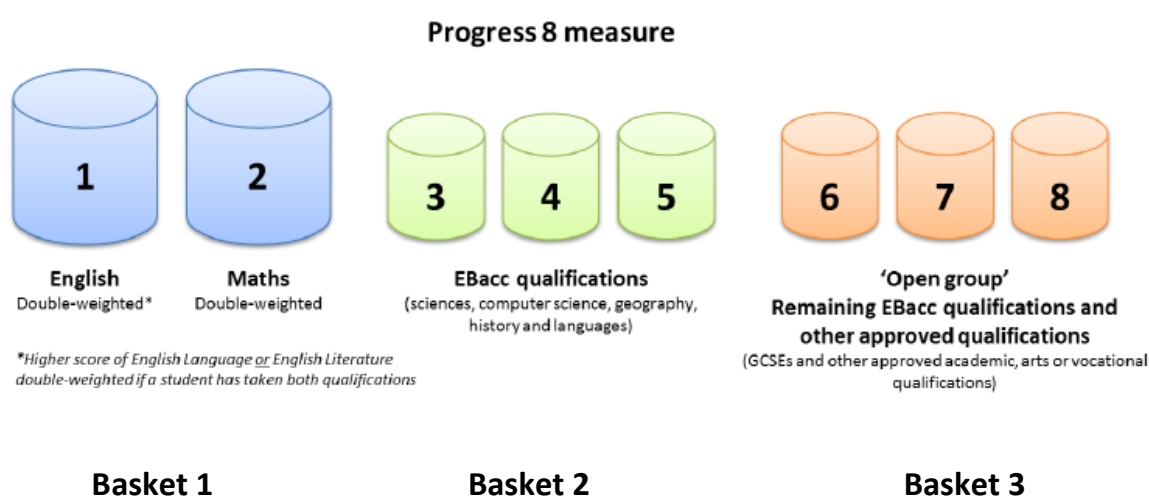 Progress 8 measure
1
2
3
4
5
6
7
8
English
Double-weighted*
Maths
Double-weighted
EBacc qualifications
(sciences, computer science, geography,
history and languages)
‘Open group’
Remaining EBacc qualifications and
other approved qualifications
(GCSEs and other approved academic, arts or vocational
qualifications)
*Higher score of English Language or English Literature
double-weighted if a student has taken both qualifications
Basket 1
Basket 2
Basket 3